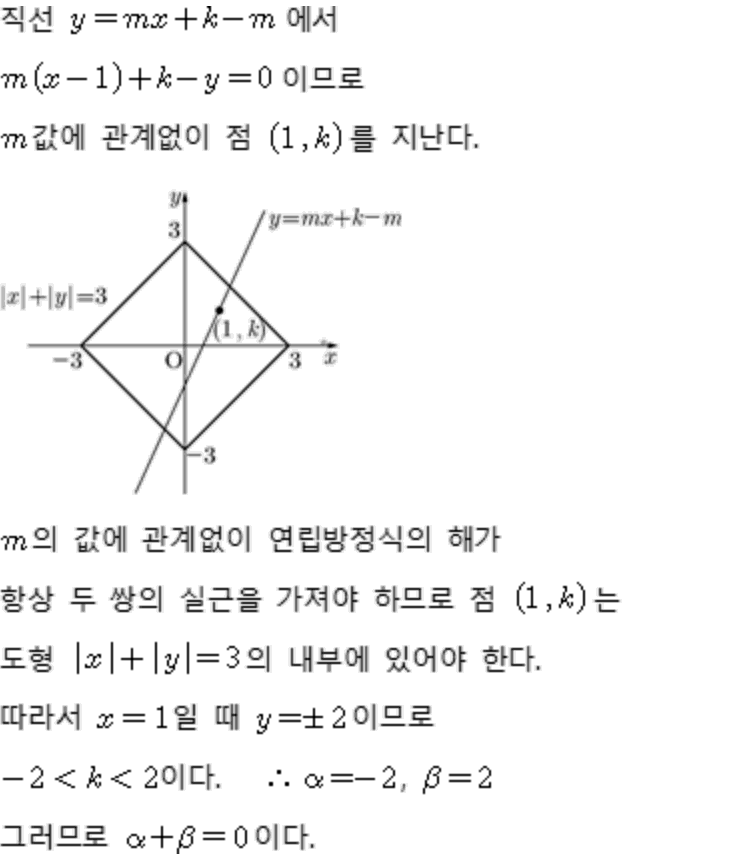 직선 y=mx+k-m 에서
m(x-1)+k-y=0 이므로
m값에 관계없이 점 (1,k)를 지난다.
y
3
y=mx+k-m
|x|+|y|=3
(1,k)
-3
O
3
x
-3
m의 값에 관계없이 연립방정식의 해가
항상 두 쌍의 실근을 가져야 하므로 점 (1,k)는
도형 |x|+|y|=3의 내부에 있어야 한다.
따라서 x=1일 때 y=±2이므로
-2<k<2이다. ∴ α=-2, β=2
그러므로 α+β=0이다.